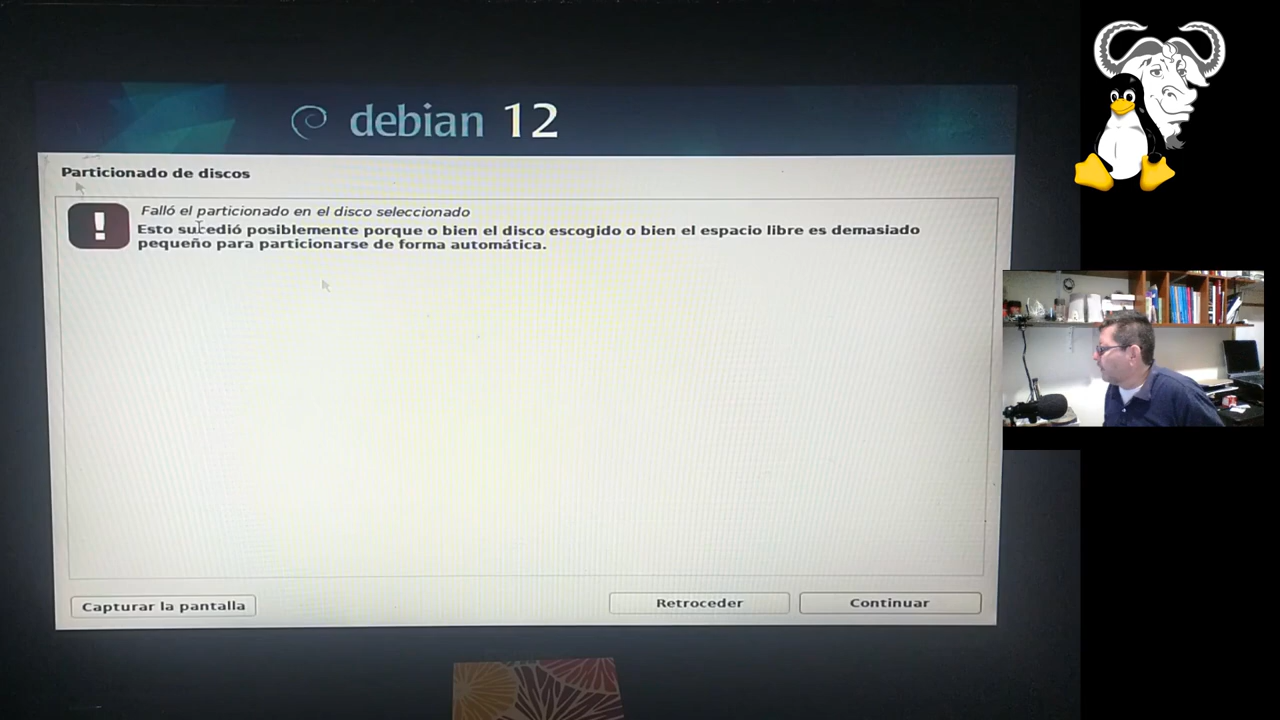 debian 12
Particionado de discos
Falló el particionado en el disco seleccionado
Esto sucedió posiblemente porque o bien el disco escogido o bien el espacio libre es demasiado
pequeño para particionarse de forma automática.
Capturar la pantalla
Retroceder
Continuar